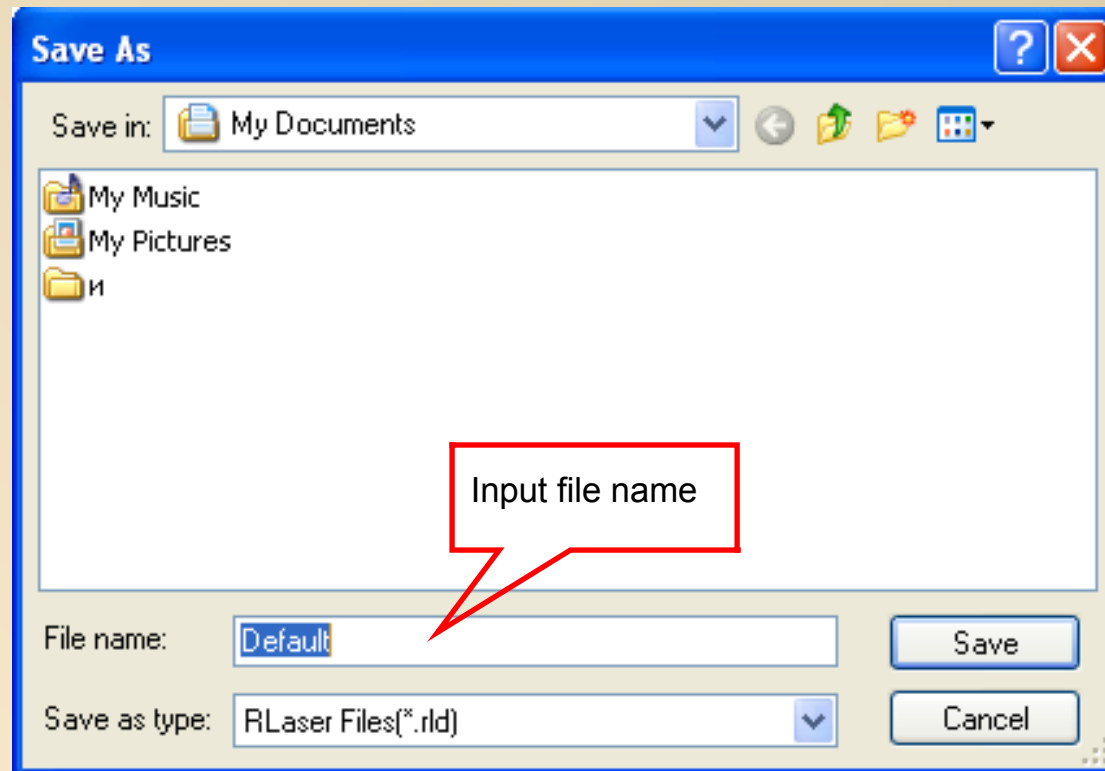 Save As
Save in: My Documents
My Music
My Pictures
и
Input file name
File name: Default Save
Save as type: RLaser Files(*.rld) Cancel